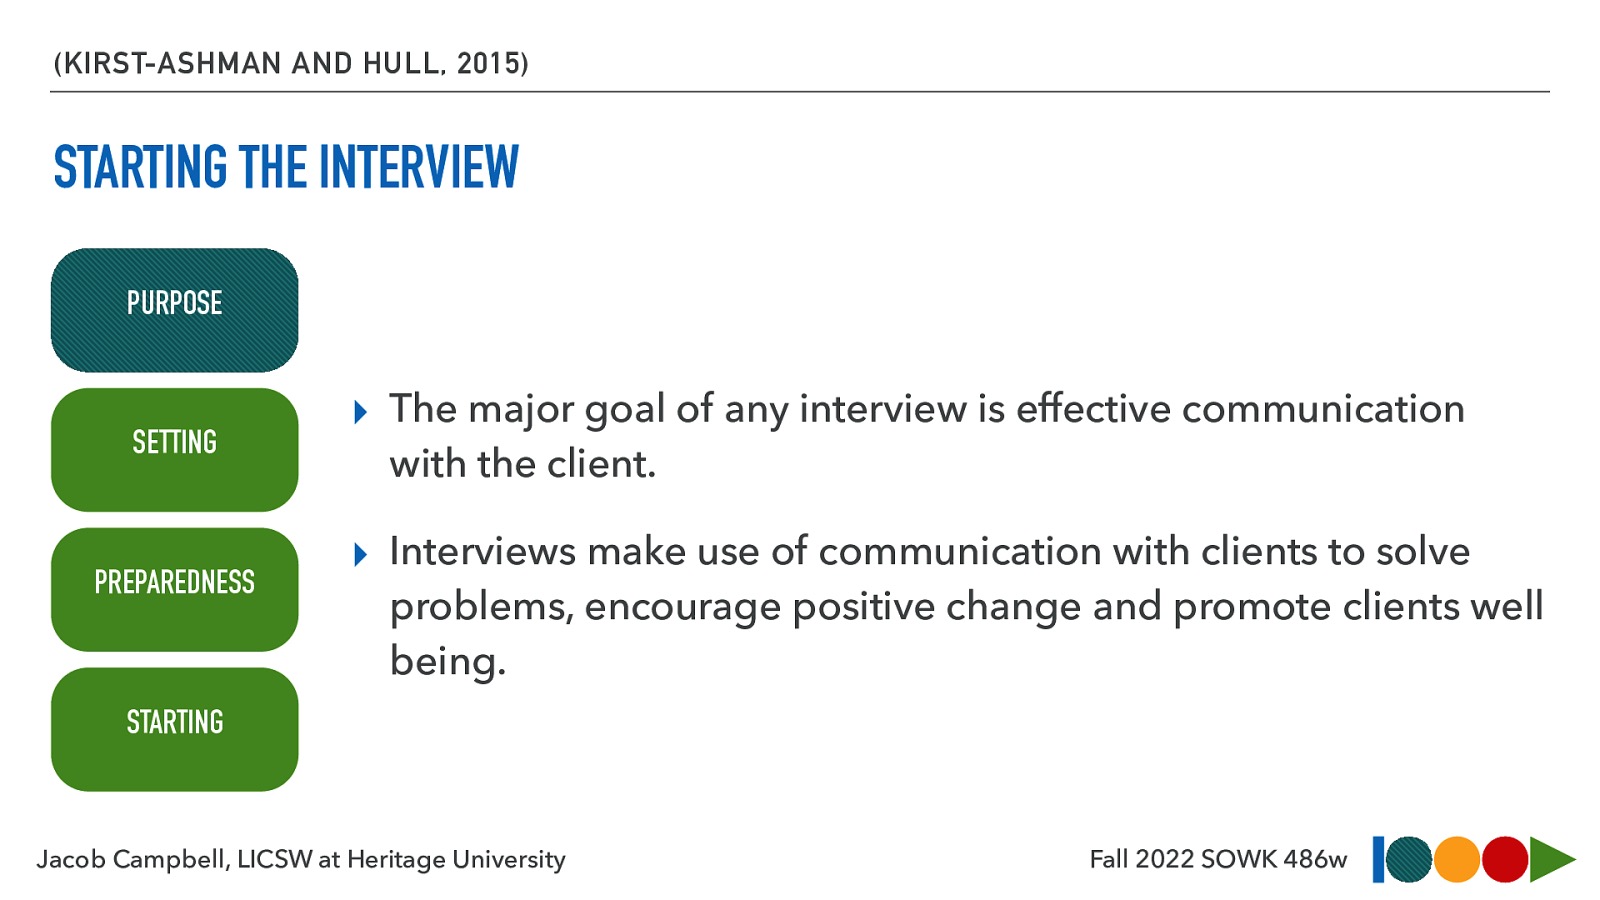 (KIRST-ASHMAN AND HULL, 2015)
STARTING THE INTERVIEW
PURPOSE
SETTING
PREPAREDNESS
STARTING
The major goal of any interview is effective communication
with the client.
Interviews make use of communication with clients to solve
problems, encourage positive change and promote clients well
being.
Jacob Campbell, LICSW at Heritage University
Fall 2022 SOWK 486w